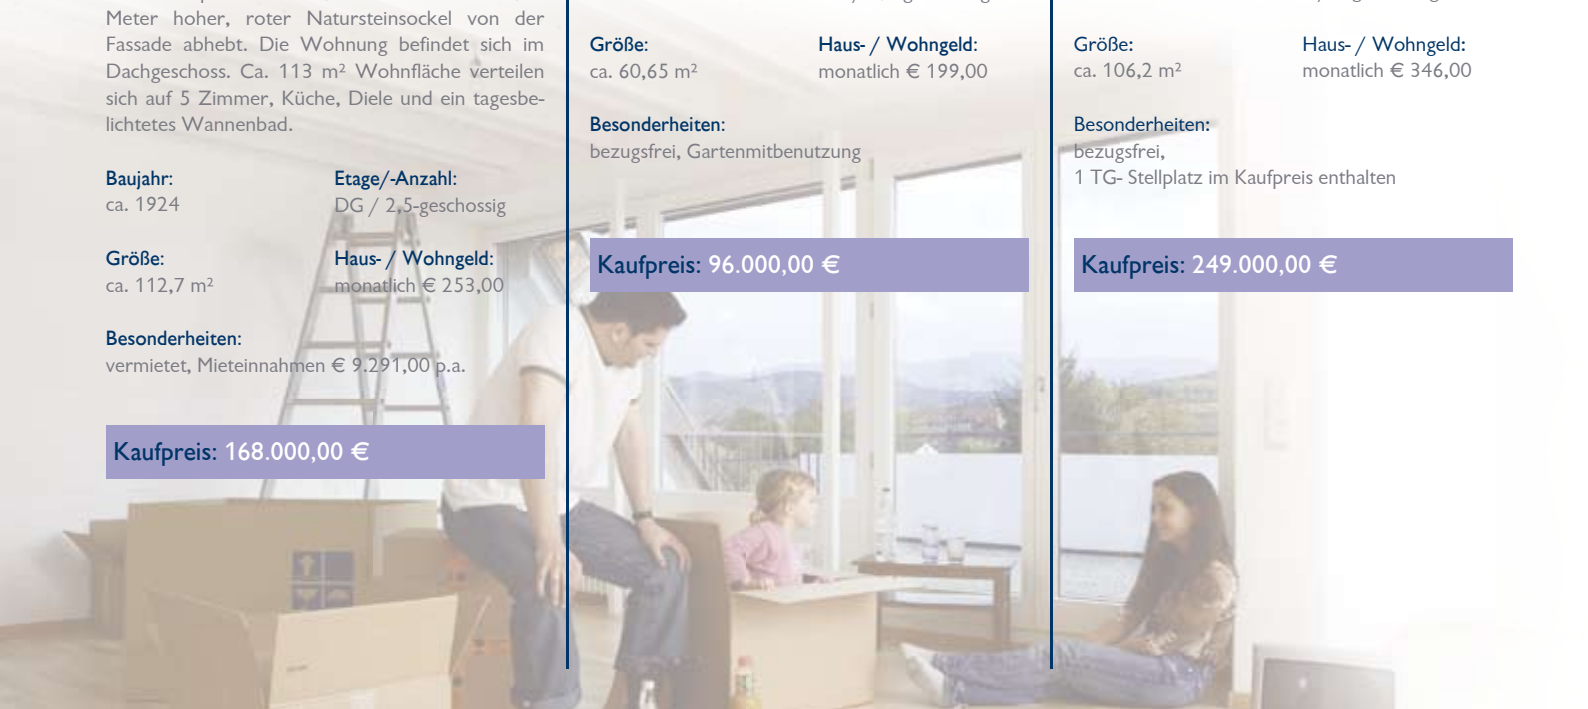 Meter hoher, roter Natursteinsockel von der
Fassade abhebt. Die Wohnung befindet sich im
Dachgeschoss. Ca. 113 m² Wohnfläche verteilen
sich auf 5 Zimmer, Küche, Diele und ein tagesbe-
lichtetes Wannenbad.
Baujahr:
Etage/-Anzahl:
ca. 1924
DG / 2,5-geschossig
Größe:
Haus- / Wohngeld:
ca. 112,7 m²
monatlich € 253,00
Besonderheiten:
vermietet, Mieteinnahmen € 9.291,00 p.a.
Kaufpreis: 168.000,00 €
Größe:
Haus- / Wohngeld:
ca. 60,65 m²
monatlich € 199,00
Besonderheiten:
bezugsfrei, Gartenmitbenutzung
Kaufpreis: 96.000,00 €
Größe:
Haus- / Wohngeld:
ca. 106,2 m²
monatlich € 346,00
Besonderheiten:
bezugsfrei,
1 TG- Stellplatz im Kaufpreis enthalten
Kaufpreis: 249.000,00 €